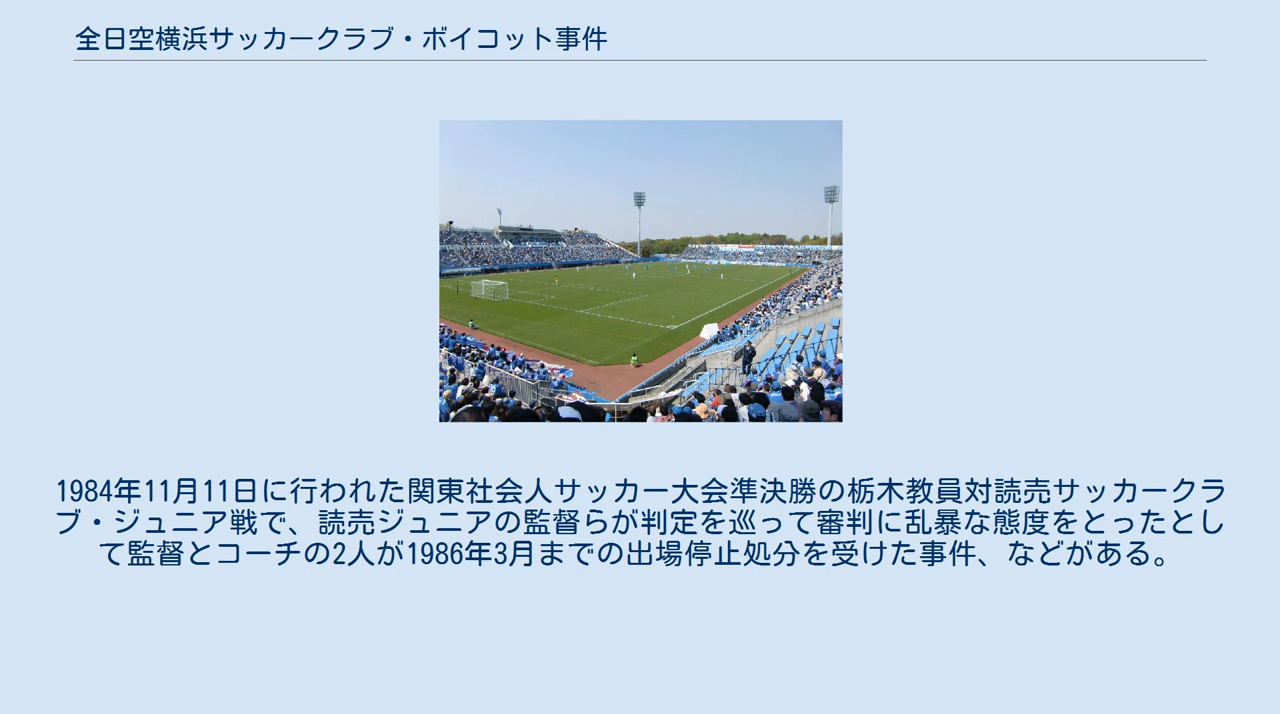 全日空横浜サッカークラブ・ボイコット事件
1984年11月11日に行われた関東社会人サッカー大会準決勝の栃木教員対読売サッカークラ
ブ・ジュニア戦で、読売ジュニアの監督らが判定を巡って審判に乱暴な態度をとったとし
て監督とコーチの2人が1986年3月までの出場停止処分を受けた事件、などがある。